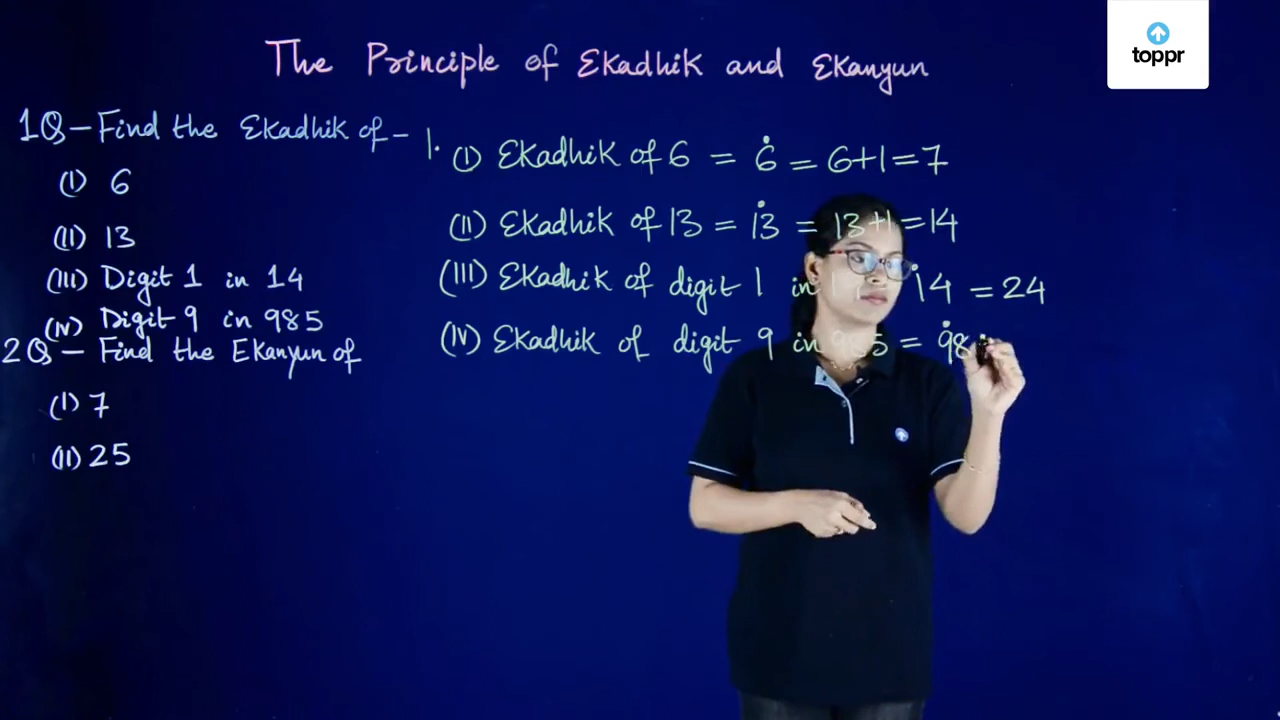 toppr
The Principle of Ekadhik and Ekanyun
1Q – Find the Ekadhik of –
(I) 6
(II) 13
(III) Digit 1 in 14
(IV) Digit 9 in 985
2Q – Find the Ekanyun of
(I) 7
(II) 25
1. (I) Ekadhik of 6 = 6̇ = 6+1 = 7
(II) Ekadhik of 13 = 1̇3 = 13+1 = 14
(III) Ekadhik of digit 1 in 1̇4 = 24
(IV) Ekadhik of digit 9 in 985 = 9̇8